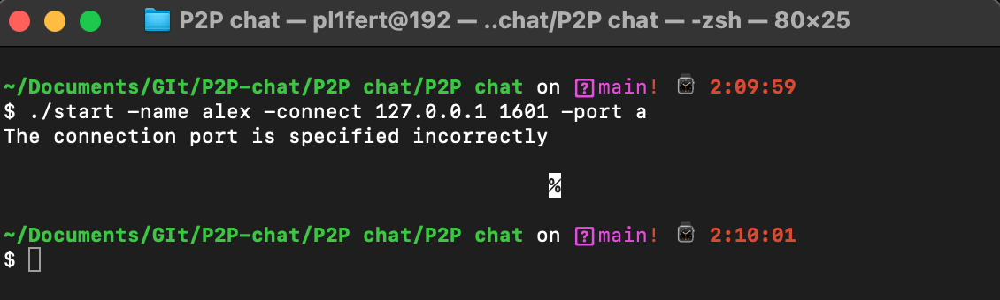 P2P chat — pl1fert@192 — ..chat/P2P chat — -zsh — 80×25
~/Documents/GIt/P2P-chat/P2P chat/P2P chat on ?main! 2:09:59
$ ./start -name alex -connect 127.0.0.1 1601 -port a
The connection port is specified incorrectly
%
~/Documents/GIt/P2P-chat/P2P chat/P2P chat on ?main! 2:10:01
$